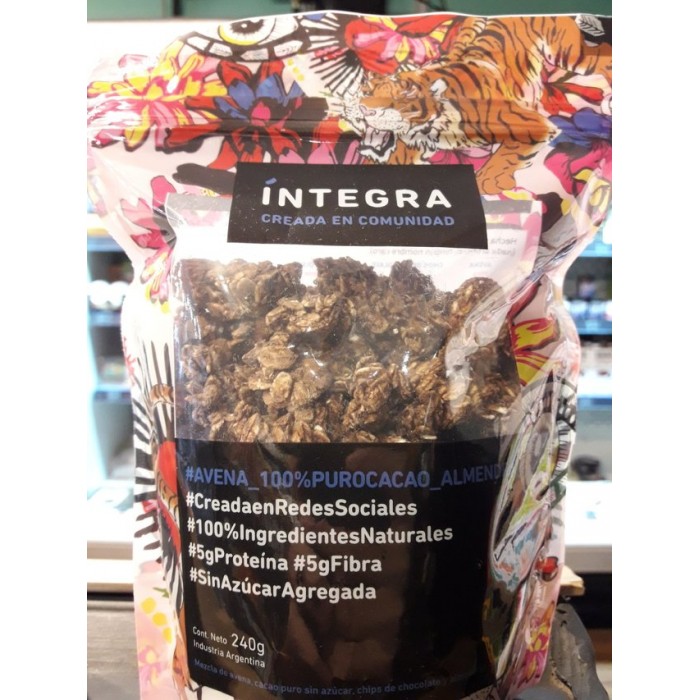 ÍNTEGRA
CREADA EN COMUNIDAD
#AVENA_100%PUROCACAO_ALMEND
#CreadaenRedesSociales
#100%IngredientesNaturales
#5gProteína #5gFibra
#SinAzúcarAgregada
Cont. Neto 240g
Industria Argentina
Mezcla de avena, cacao puro sin azúcar, chips de chocolate